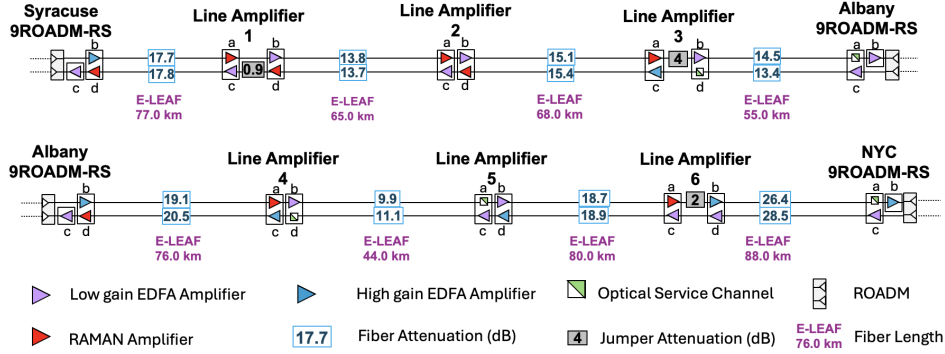 Syracuse
9ROADM-RS
Line Amplifier
1
Line Amplifier
2
Line Amplifier
3
Albany
9ROADM-RS
b
a
d
a
b
a
b
a
b
17.7
13.8
15.1
4
14.5
17.8
0.9
13.7
15.4
13.4
c
d
c
b
c
d
c
d
c
E-LEAF
77.0 km
E-LEAF
65.0 km
E-LEAF
68.0 km
E-LEAF
55.0 km
Albany
9ROADM-RS
Line Amplifier
4
Line Amplifier
5
Line Amplifier
6
NYC
9ROADM-RS
b
a
b
a
b
a
b
a
b
19.1
9.9
18.7
2
26.4
20.5
11.1
18.9
28.5
c
d
c
d
c
d
c
d
c
E-LEAF
76.0 km
E-LEAF
44.0 km
E-LEAF
80.0 km
E-LEAF
88.0 km
Low gain EDFA Amplifier
High gain EDFA Amplifier
Optical Service Channel
ROADM
RAMAN Amplifier
17.7
Fiber Attenuation (dB)
4
Jumper Attenuation (dB)
E-LEAF
76.0 km
Fiber Length